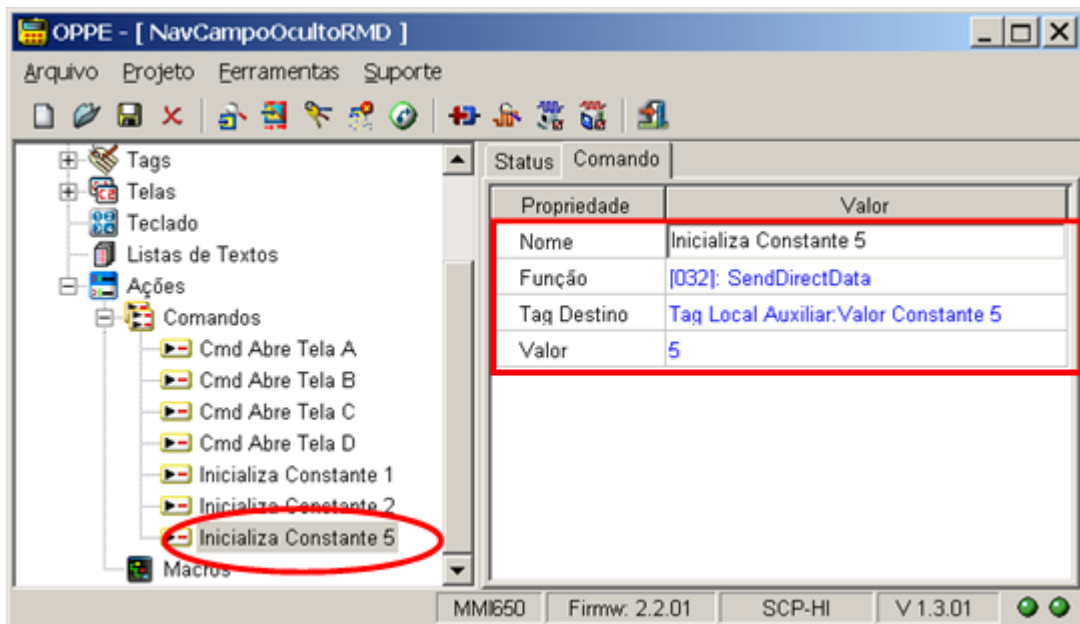 OPPE - [ NavCampoOcultoRMD ]
Arquivo Projeto Ferramentas Suporte
Tags
Telas
Teclado
Listas de Textos
Ações
Comandos
Cmd Abre Tela A
Cmd Abre Tela B
Cmd Abre Tela C
Cmd Abre Tela D
Inicializa Constante 1
Inicializa Constante 2
Inicializa Constante 5
Macros
Status Comando
Propriedade Valor
Nome Inicializa Constante 5
Função [032]: SendDirectData
Tag Destino Tag Local Auxiliar:Valor Constante 5
Valor 5
MMI650 Firmw: 2.2.01 SCP-HI V 1.3.01